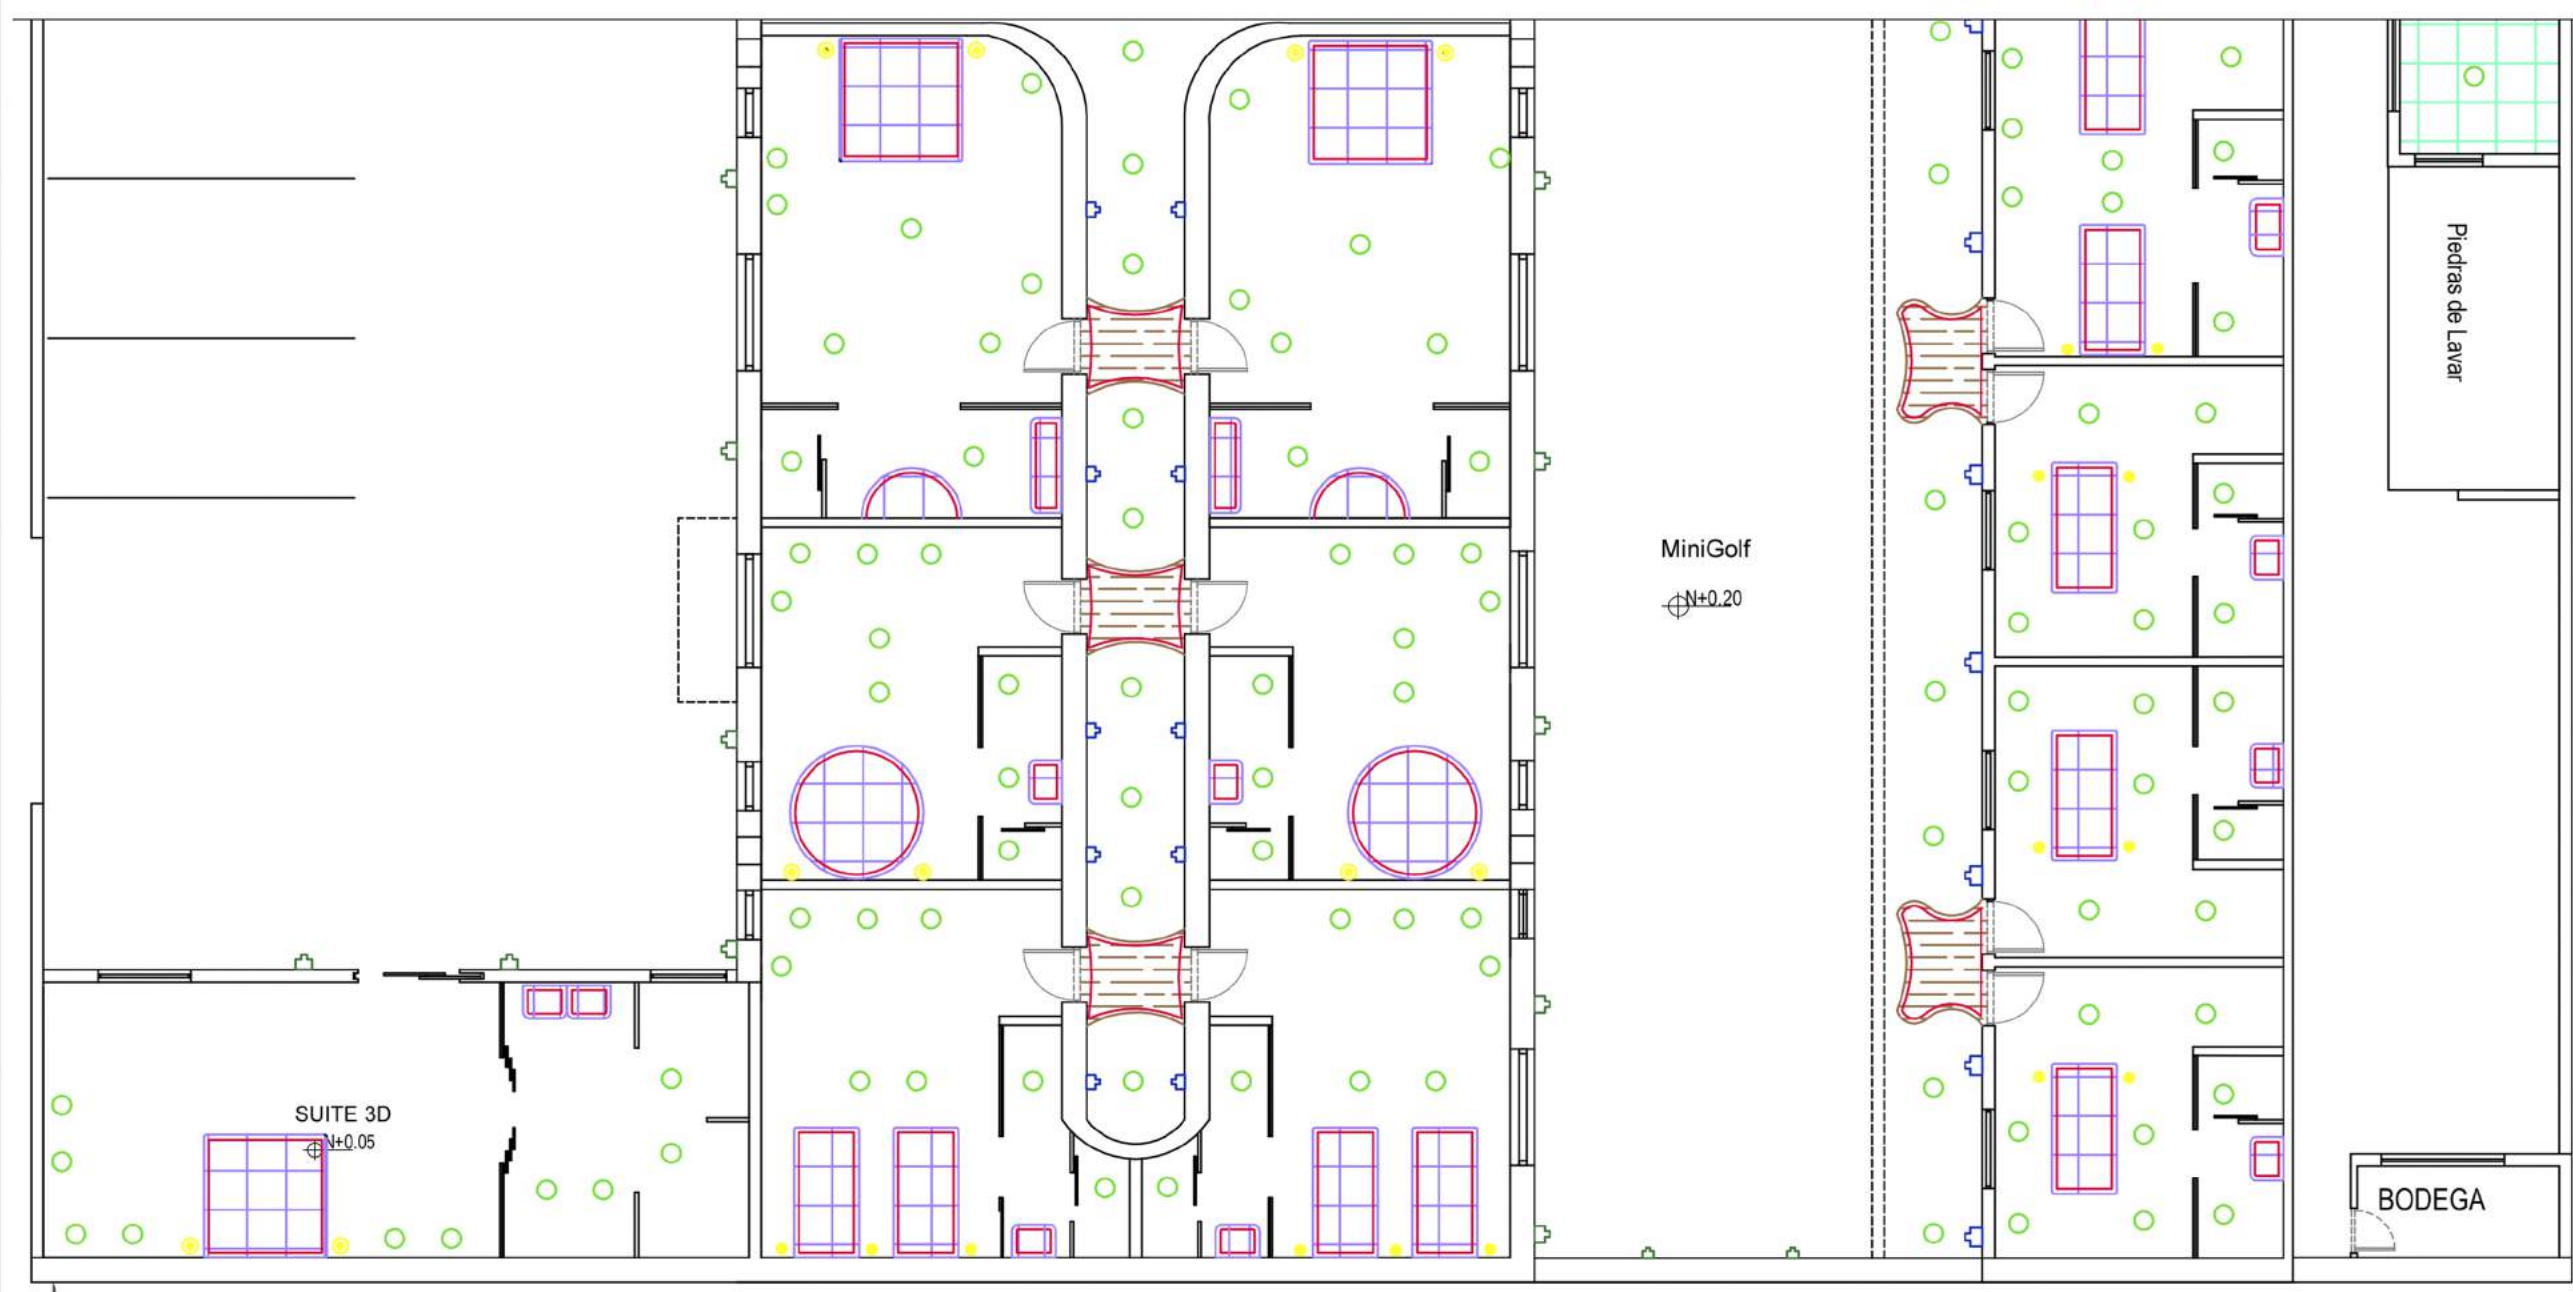 Piedras de Lavar
MiniGolf
N+0.20
SUITE 3D
N+0.05
BODEGA